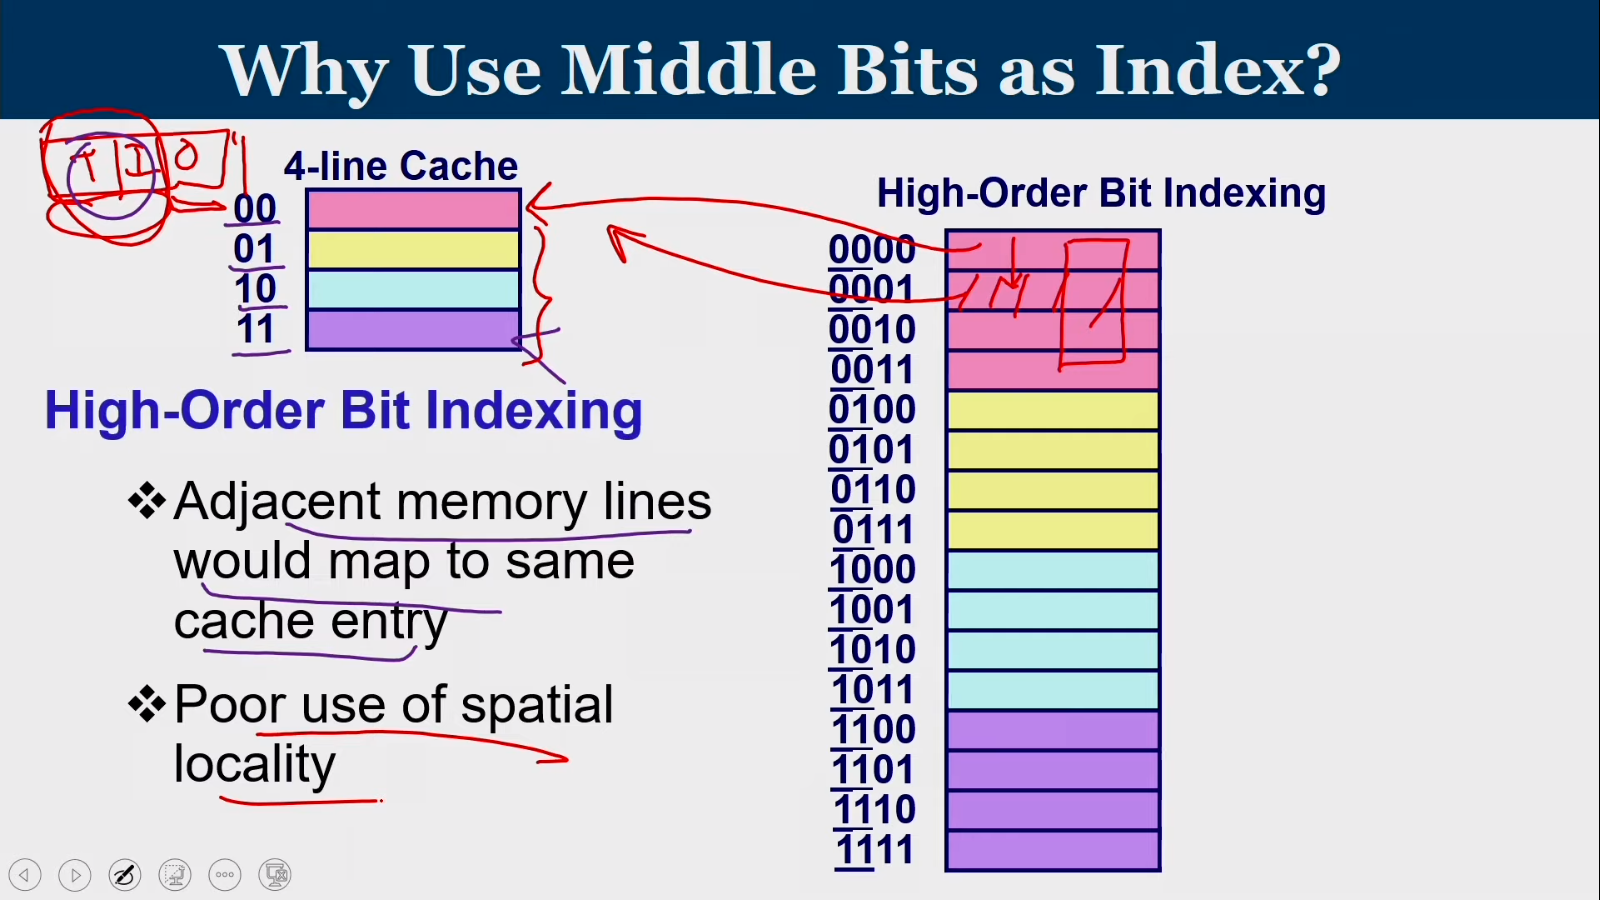 Why Use Middle Bits as Index?
T I O
4-line Cache
00
01
10
11
High-Order Bit Indexing
❖ Adjacent memory lines
would map to same
cache entry
❖ Poor use of spatial
locality
High-Order Bit Indexing
0000
0001
0010
0011
0100
0101
0110
0111
1000
1001
1010
1011
1100
1101
1110
1111